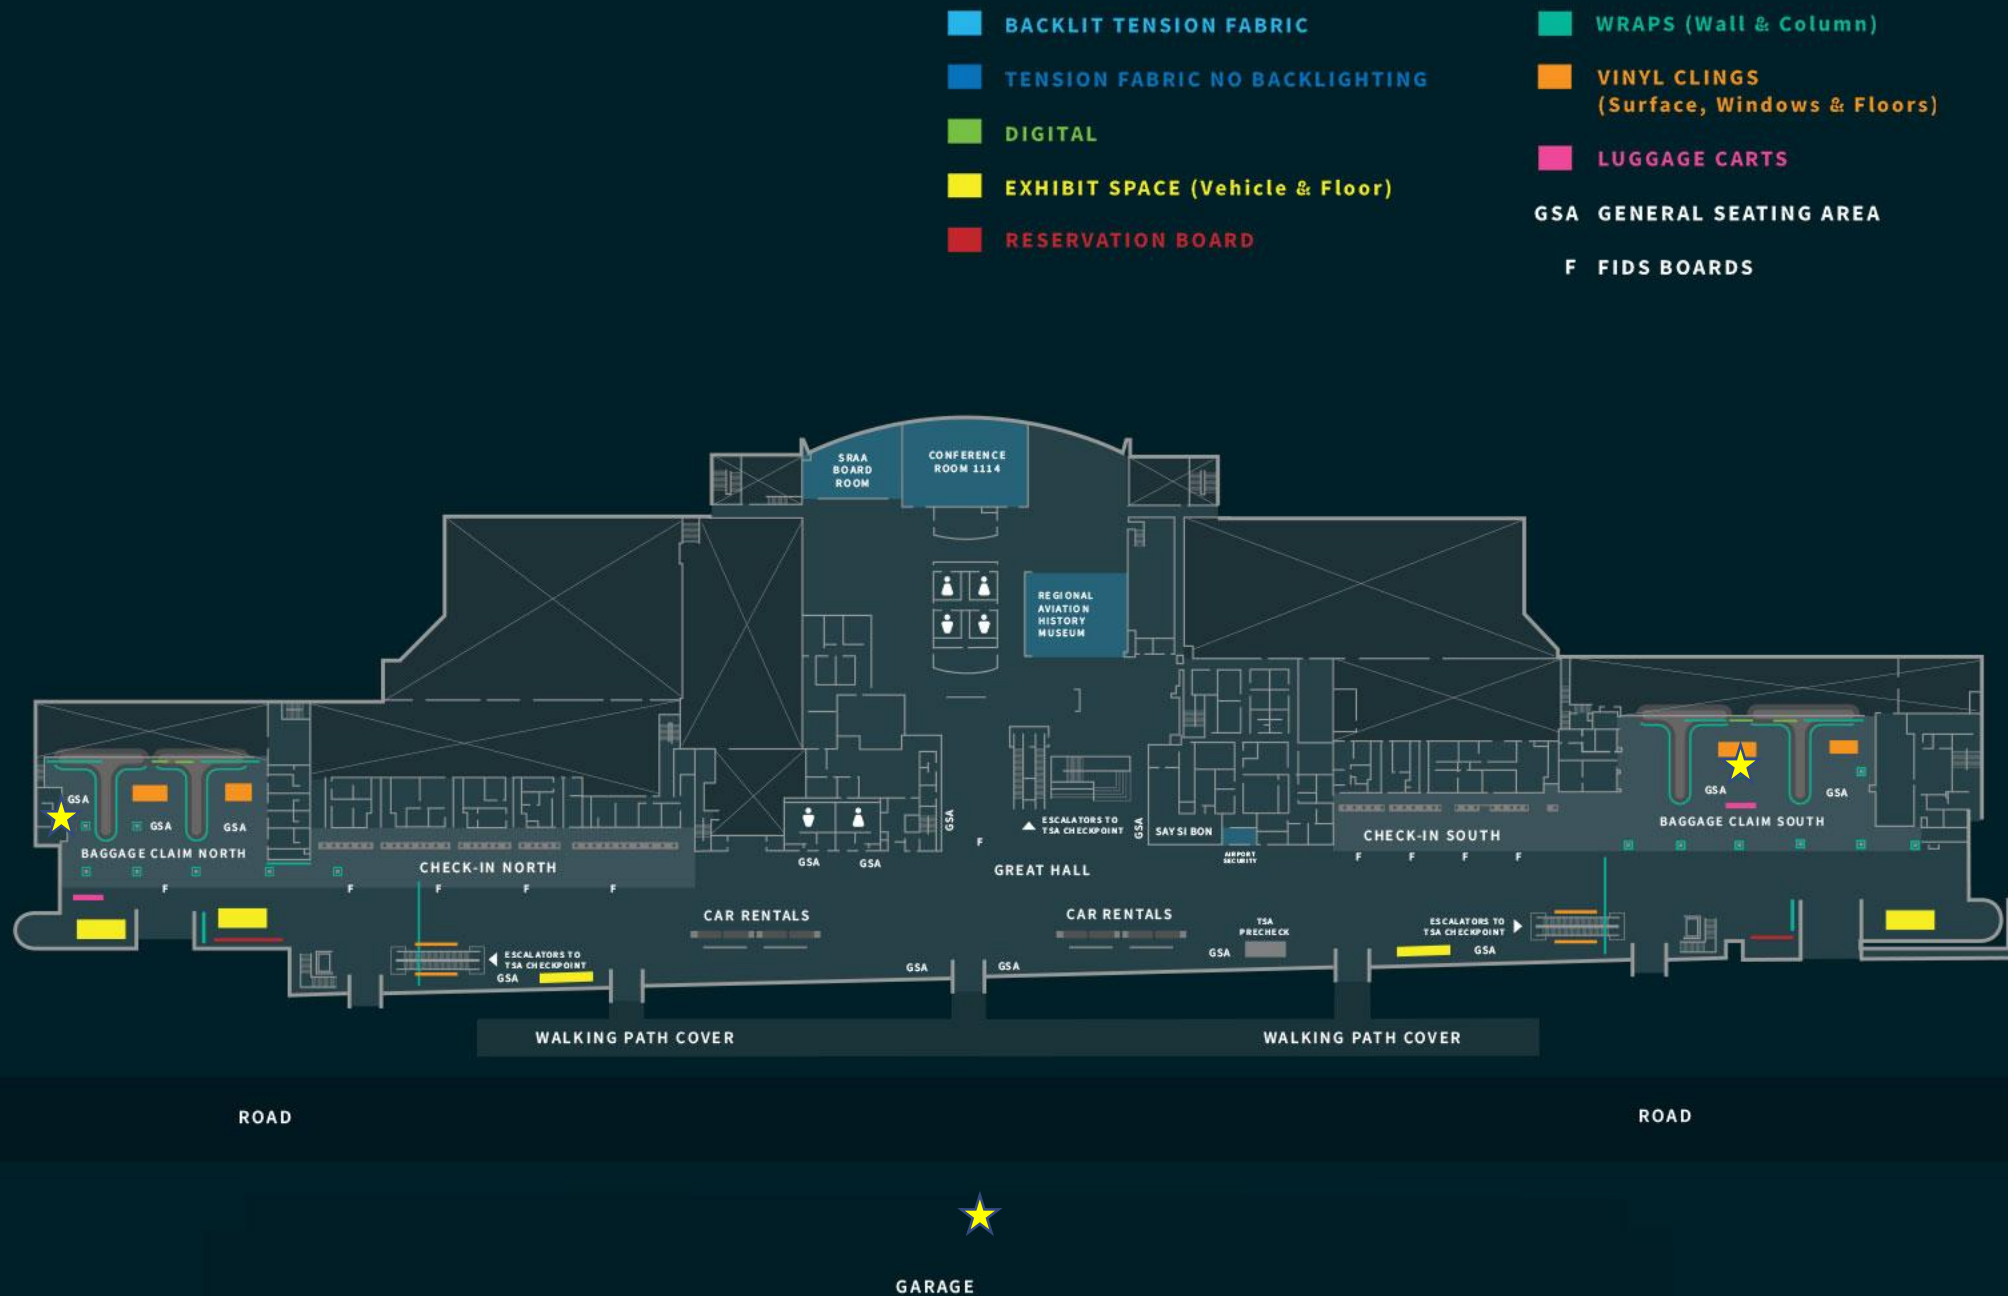 BACKLIT TENSION FABRIC
TENSION FABRIC NO BACKLIGHTING
DIGITAL
EXHIBIT SPACE (Vehicle & Floor)
RESERVATION BOARD
WRAPS (Wall & Column)
VINYL CLINGS
(Surface, Windows & Floors)
LUGGAGE CARTS
GSA GENERAL SEATING AREA
F FIDS BOARDS
SRAA
BOARD
ROOM
CONFERENCE
ROOM 1114
REGIONAL
AVIATION
HISTORY
MUSEUM
GSA
GSA
GSA
BAGGAGE CLAIM NORTH
F
CHECK-IN NORTH
F
F
F
F
GSA
GSA
GSA
F
ESCALATORS TO
TSA CHECKPOINT
GSA
SAY SI BON
AIRPORT
SECURITY
GREAT HALL
CHECK-IN SOUTH
F
F
F
F
GSA
GSA
BAGGAGE CLAIM SOUTH
ESCALATORS TO
TSA CHECKPOINT
GSA
CAR RENTALS
GSA
GSA
CAR RENTALS
TSA
PRECHECK
GSA
ESCALATORS TO
TSA CHECKPOINT
GSA
WALKING PATH COVER
WALKING PATH COVER
ROAD
ROAD
GARAGE